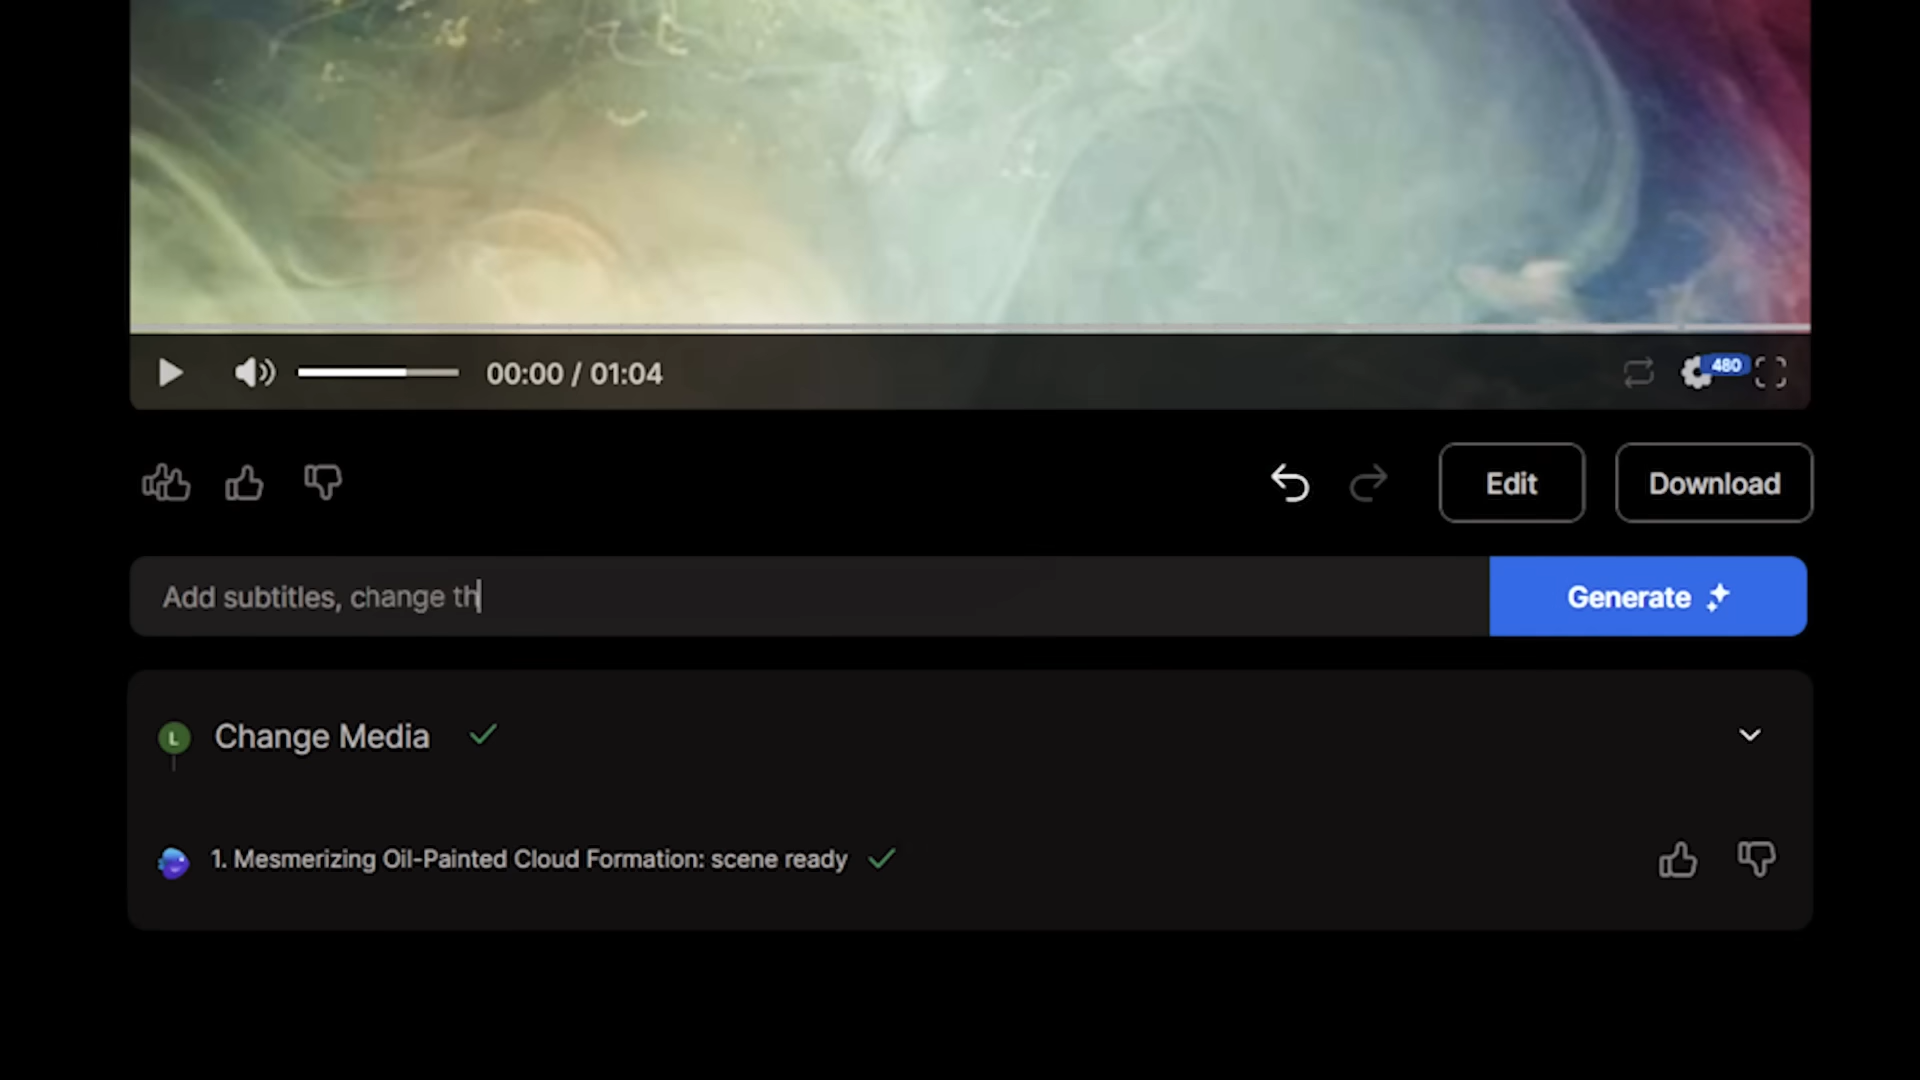 00:00 / 01:04
480
Edit
Download
Add subtitles, change th
Generate
L
Change Media
1. Mesmerizing Oil-Painted Cloud Formation: scene ready